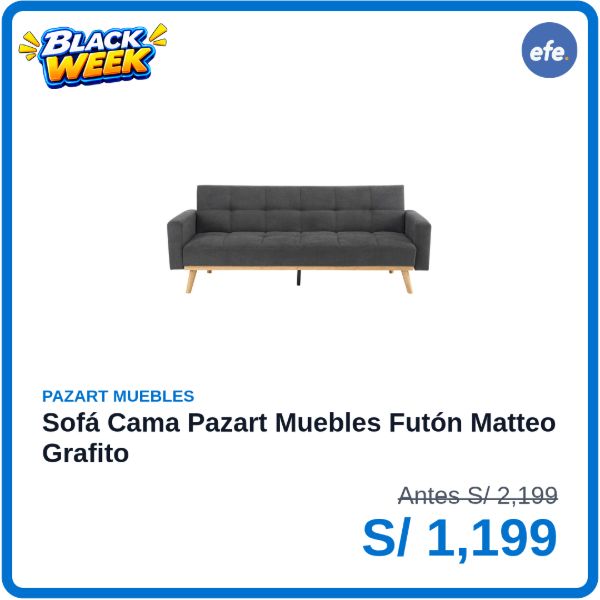 BLACK
WEEK
efe.
PAZART MUEBLES
Sofá Cama Pazart Muebles Futón Matteo
Grafito
Antes S/ 2,199
S/ 1,199